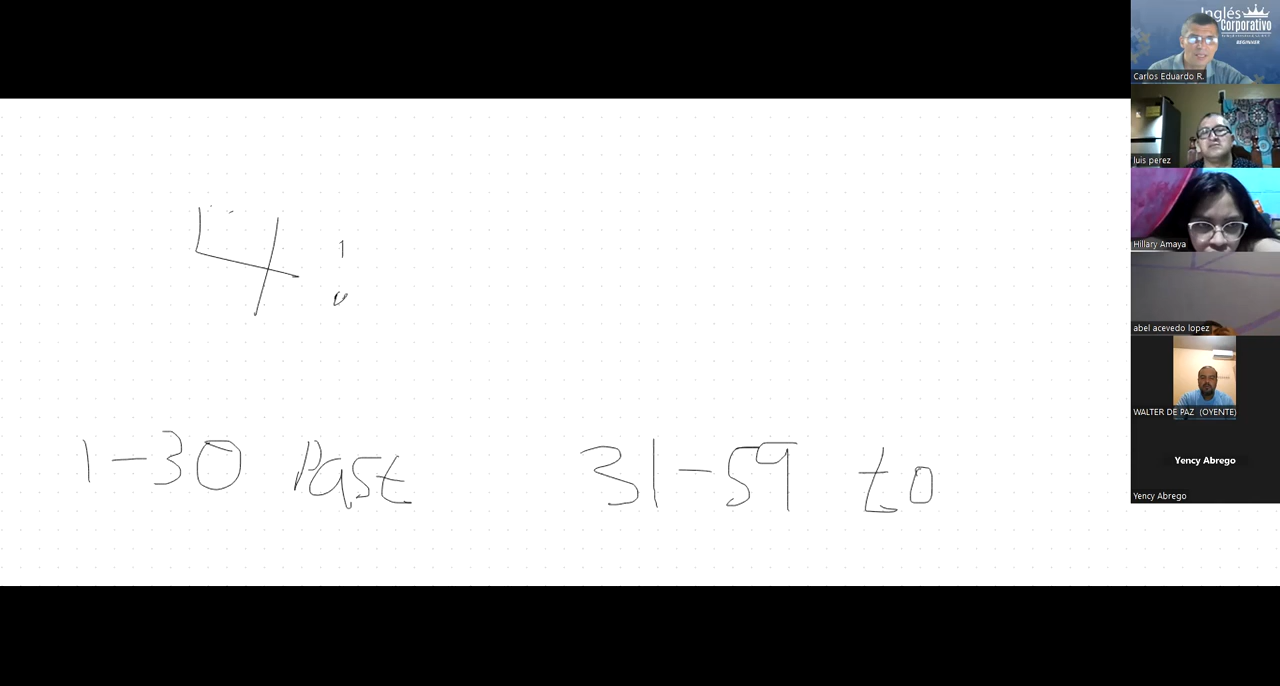 4:
1-30 Past 31-59 to
Inglés
Corporativo
BEGINNER
Carlos Eduardo R.
luis perez
Hillary Amaya
abel acevedo lopez
WALTER DE PAZ (OYENTE)
Yency Abrego
Yency Abrego